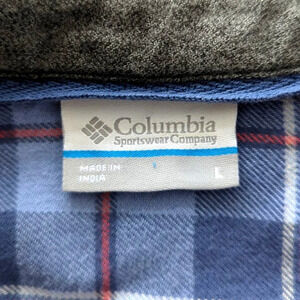 Columbia
Sportswear Company
MADE IN
INDIA
L